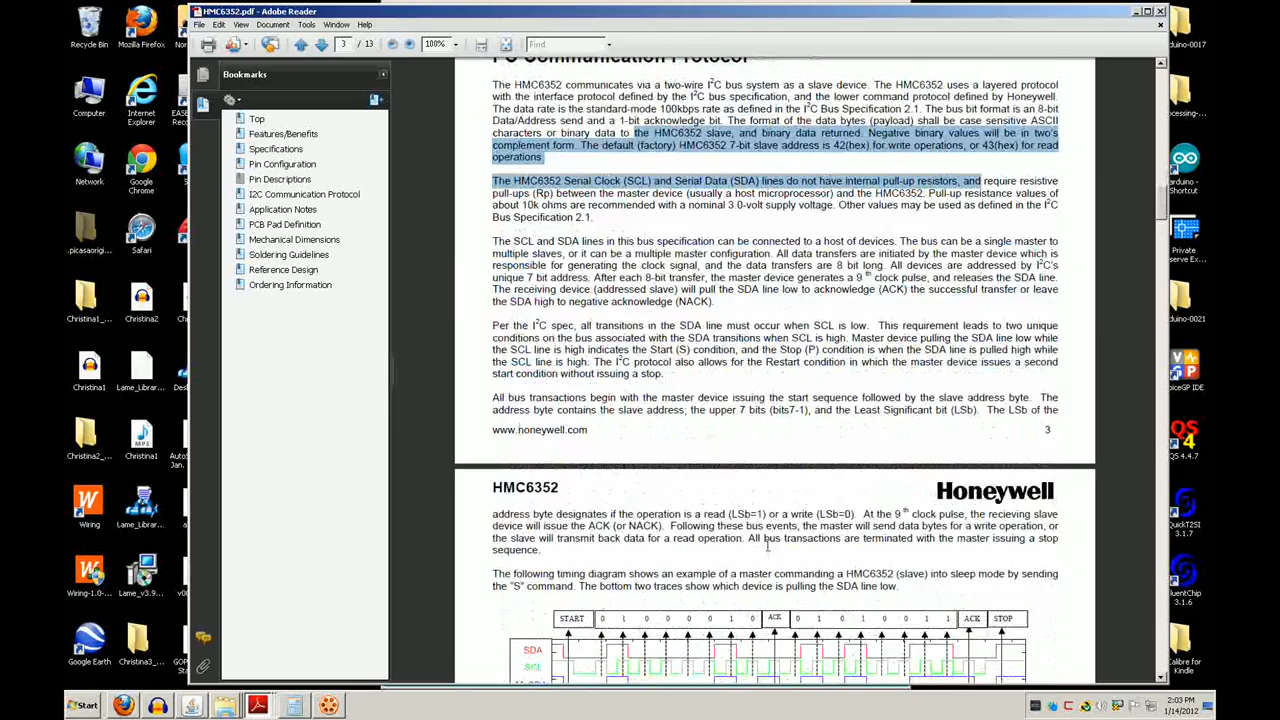 HMC6352.pdf - Adobe Reader
File Edit View Document Tools Window Help
3 / 13 100% Find
Bookmarks
Top
Features/Benefits
Specifications
Pin Configuration
Pin Descriptions
I2C Communication Protocol
Application Notes
PCB Pad Definition
Mechanical Dimensions
Soldering Guidelines
Reference Design
Ordering Information
I²C Communication Protocol
The HMC6352 communicates via a two-wire I²C bus system as a slave device. The HMC6352 uses a layered protocol
with the interface protocol defined by the I²C bus specification, and the lower command protocol defined by Honeywell.
The data rate is the standard-mode 100kbps rate as defined in the I²C Bus Specification 2.1. The bus bit format is an 8-bit
Data/Address send and a 1-bit acknowledge bit. The format of the data bytes (payload) shall be case sensitive ASCII
characters or binary data to the HMC6352 slave, and binary data returned. Negative binary values will be in two's
complement form. The default (factory) HMC6352 7-bit slave address is 42(hex) for write operations, or 43(hex) for read
operations.
The HMC6352 Serial Clock (SCL) and Serial Data (SDA) lines do not have internal pull-up resistors, and require resistive
pull-ups (Rp) between the master device (usually a host microprocessor) and the HMC6352. Pull-up resistance values of
about 10k ohms are recommended with a nominal 3.0-volt supply voltage. Other values may be used as defined in the I²C
Bus Specification 2.1.
The SCL and SDA lines in this bus specification can be connected to a host of devices. The bus can be a single master to
multiple slaves, or it can be a multiple master configuration. All data transfers are initiated by the master device which is
responsible for generating the clock signal, and the data transfers are 8 bit long. All devices are addressed by I²C's
unique 7 bit address. After each 8-bit transfer, the master device generates a 9 th clock pulse, and releases the SDA line.
The receiving device (addressed slave) will pull the SDA line low to acknowledge (ACK) the successful transfer or leave
the SDA high to negative acknowledge (NACK).
Per the I²C spec, all transitions in the SDA line must occur when SCL is low. This requirement leads to two unique
conditions on the bus associated with the SDA transitions when SCL is high. Master device pulling the SDA line low while
the SCL line is high indicates the Start (S) condition, and the Stop (P) condition is when the SDA line is pulled high while
the SCL line is high. The I²C protocol also allows for the Restart condition in which the master device issues a second
start condition without issuing a stop.
All bus transactions begin with the master device issuing the start sequence followed by the slave address byte. The
address byte contains the slave address; the upper 7 bits (bits7-1), and the Least Significant bit (LSb). The LSb of the
www.honeywell.com 3
HMC6352 Honeywell
address byte designates if the operation is a read (LSb=1) or a write (LSb=0). At the 9 th clock pulse, the recieving slave
device will issue the ACK (or NACK). Following these bus events, the master will send data bytes for a write operation, or
the slave will transmit back data for a read operation. All bus transactions are terminated with the master issuing a stop
sequence.
The following timing diagram shows an example of a master commanding a HMC6352 (slave) into sleep mode by sending
the "S" command. The bottom two traces show which device is pulling the SDA line low.
START 0 1 0 0 0 0 1 0 ACK 0 1 0 1 0 0 1 1 ACK STOP
SDA
SCL
Recycle Bin
Mozilla Firefox
Computer
Network
Google Chrome
.picasaorigi...
Safari
Christina1_...
Christina2
Christina1
Lame_Libr...
Christina2_...
Christina1
Wiring
Wiring-1.0-...
Lame_v3.9...
Google Earth
Christina3_...
GOP
Arduino -
Shortcut
Private
QT 4
QS 4.7.4
QuickT2SI
3.1.7
3.1.6
Calibre for
Kindle
Start
2:03 PM
1/14/2012